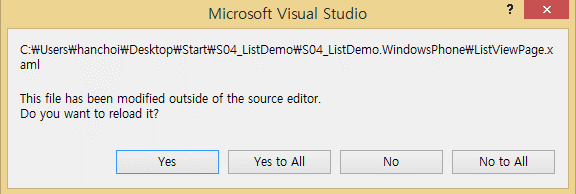 Microsoft Visual Studio
?
C:₩Users₩hanchoi₩Desktop₩Start₩S04_ListDemo₩S04_ListDemo.WindowsPhone₩ListViewPage.x
aml
This file has been modified outside of the source editor.
Do you want to reload it?
Yes
Yes to All
No
No to All